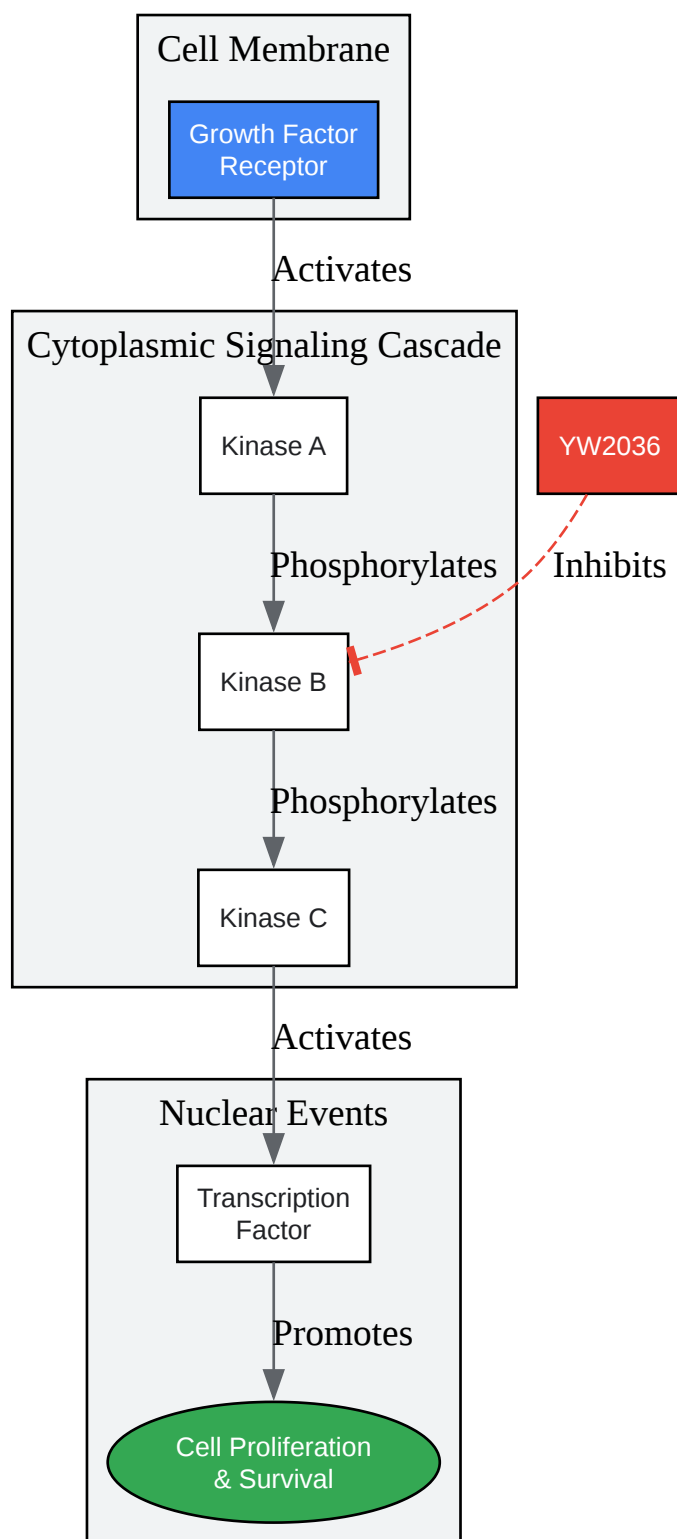 Cell Membrane
Growth Factor
Receptor
Activates
Cytoplasmic Signaling Cascade
Kinase A
YW2036
Phosphorylates
Inhibits
Kinase B
Phosphorylates
Kinase C
Activates
Nuclear Events
Transcription
Factor
Promotes
Cell Proliferation
& Survival